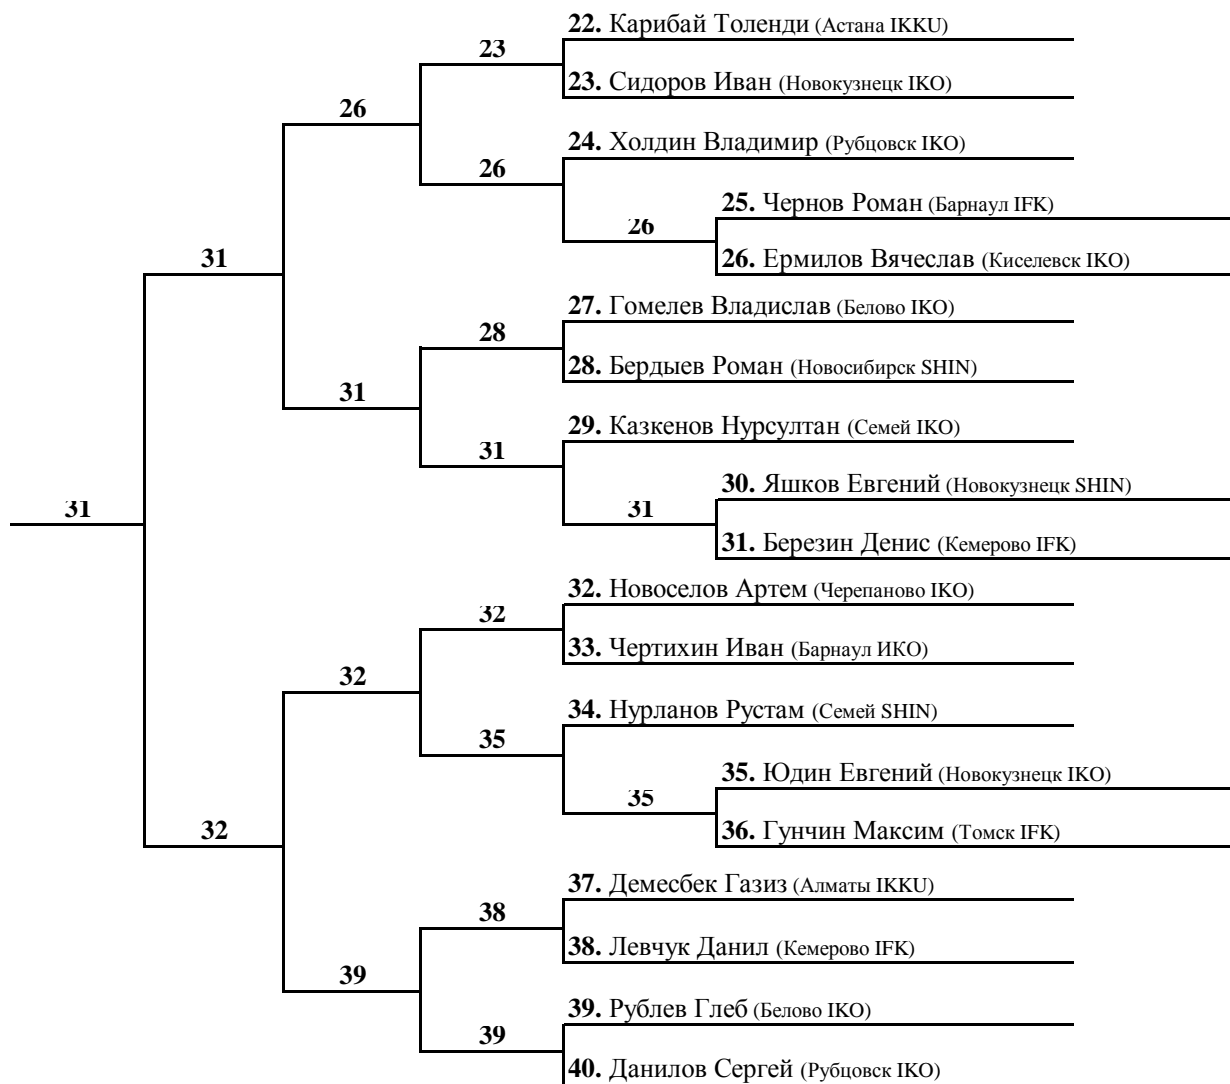 22. Карибай Толенди (Астана IKKU)
23
23. Сидоров Иван (Новокузнецк IKO)
26
24. Холдин Владимир (Рубцовск IKO)
26
25. Чернов Роман (Барнаул IFK)
26
31
26. Ермилов Вячеслав (Киселевск IKO)
27. Гомелев Владислав (Белово IKO)
28
28. Бердыев Роман (Новосибирск SHIN)
31
29. Казкенов Нурсултан (Семей IKO)
31
30. Яшков Евгений (Новокузнецк SHIN)
31
31
31. Березин Денис (Кемерово IFK)
32. Новоселов Артем (Черепаново IKO)
32
33. Чертихин Иван (Барнаул ИКО)
32
34. Нурланов Рустам (Семей SHIN)
35
35. Юдин Евгений (Новокузнецк IKO)
35
32
36. Гунчин Максим (Томск IFK)
37. Демесбек Газиз (Алматы IKKU)
38
38. Левчук Данил (Кемерово IFK)
39
39. Рублев Глеб (Белово IKO)
39
40. Данилов Сергей (Рубцовск IKO)